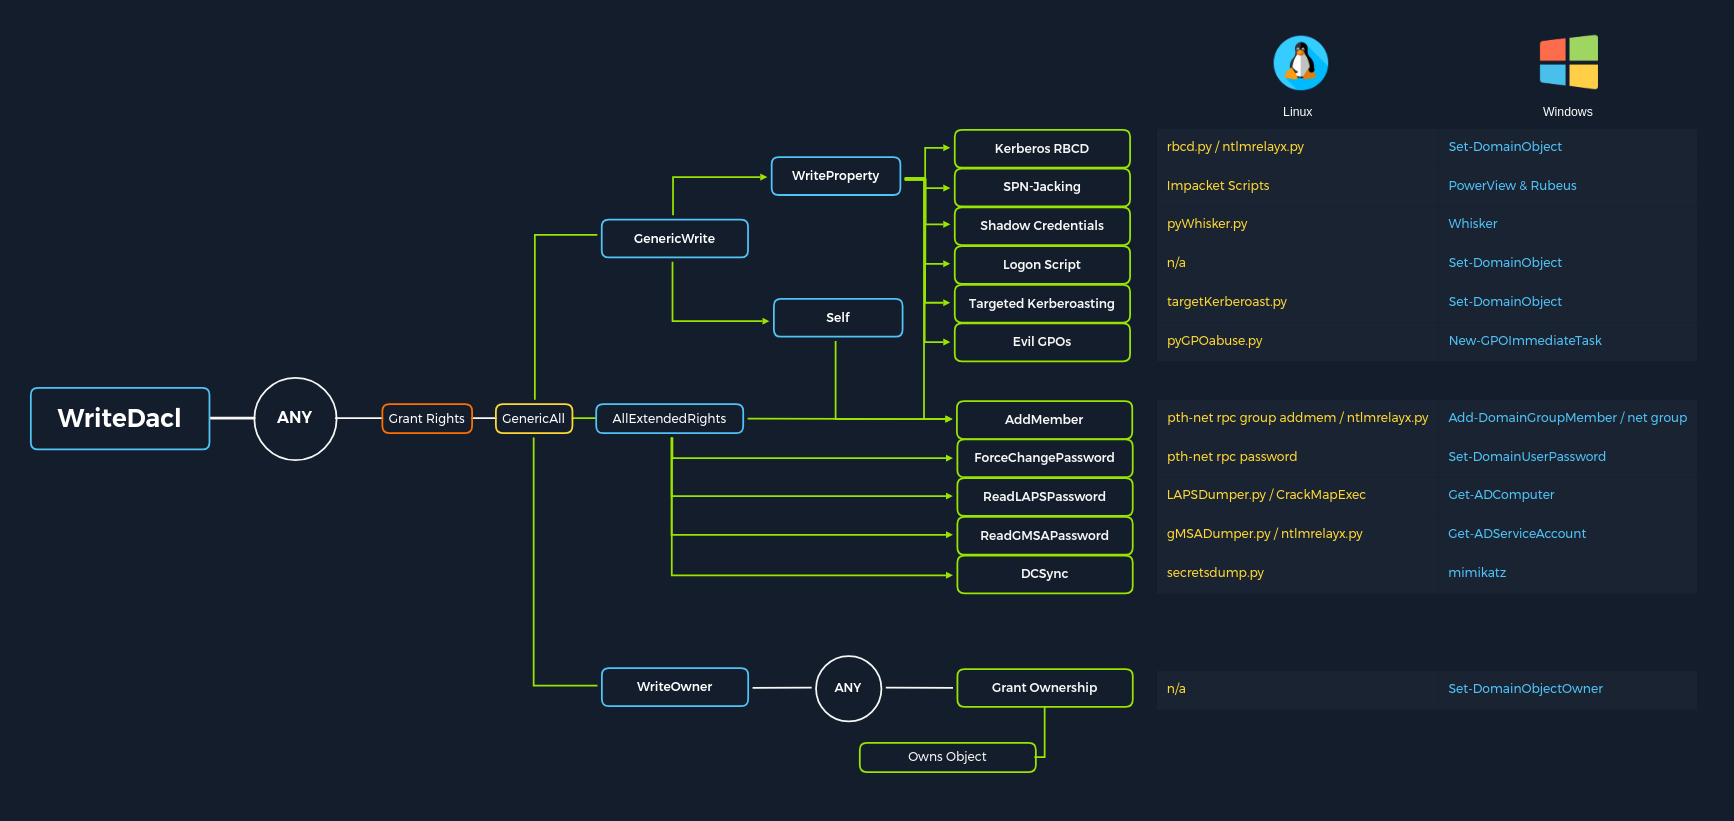 Linux
Windows
Kerberos RBCD
rbcd.py / ntlmrelayx.py
Set-DomainObject
WriteProperty
SPN-Jacking
Impacket Scripts
PowerView & Rubeus
GenericWrite
Shadow Credentials
pyWhisker.py
Whisker
Logon Script
n/a
Set-DomainObject
Targeted Kerberoasting
targetKerberoast.py
Set-DomainObject
Self
Evil GPOs
pyGPOabuse.py
New-GPOImmediateTask
WriteDacl
ANY
Grant Rights
GenericAll
AllExtendedRights
AddMember
pth-net rpc group addmem / ntlmrelayx.py
Add-DomainGroupMember / net group
ForceChangePassword
pth-net rpc password
Set-DomainUserPassword
ReadLAPSPassword
LAPSDumper.py / CrackMapExec
Get-ADComputer
ReadGMSAPassword
gMSADumper.py / ntlmrelayx.py
Get-ADServiceAccount
DCSync
secretsdump.py
mimikatz
WriteOwner
ANY
Grant Ownership
n/a
Set-DomainObjectOwner
Owns Object